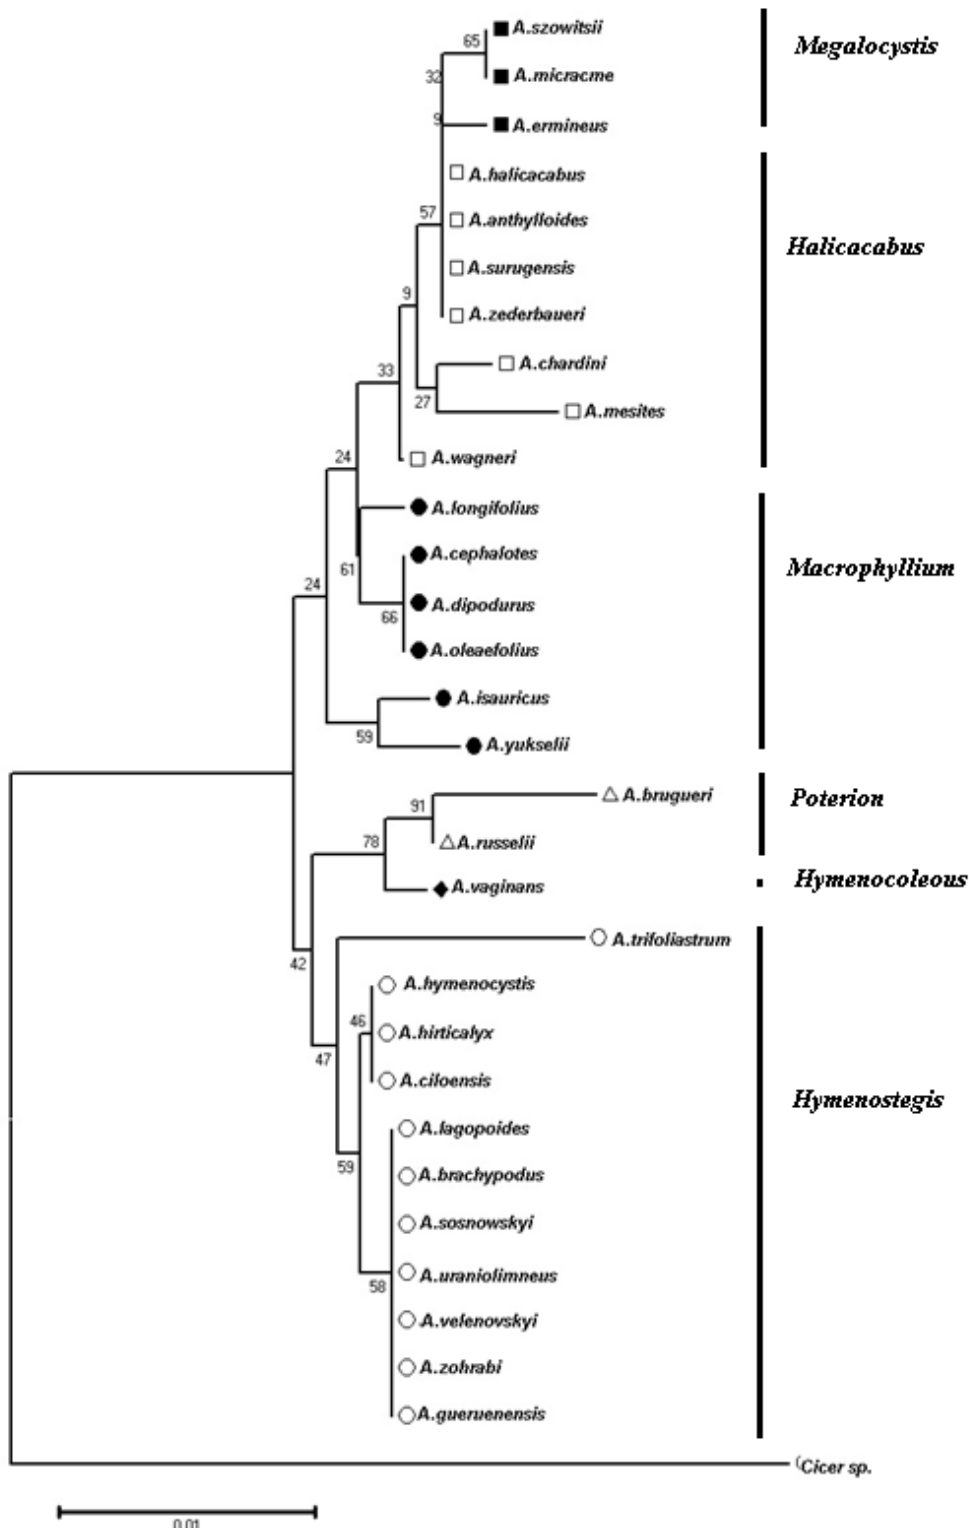 65
A.szowitsii
Megalocystis
32
A.micracme
9
A.ermineus
A.halicacabus
57
A.anthylloides
Halicacabus
A.surugensis
9
A.zederbaueri
33
A.chardini
27
A.mesites
24
A.wagneri
A.longifolius
A.cephalotes
61
Macrophyllium
24
66
A.dipodurus
A.oleaefolius
A.isauricus
59
A.yukselii
91
A.brugueri
Poterion
78
A.russelii
A.vaginans
Hymenocoleous
42
A.trifoliastrum
A.hymenocystis
46
A.hirticalyx
47
A.ciloensis
Hymenostegis
A.lagopoides
59
A.brachypodus
A.sosnowskyi
58
A.uraniolimneus
A.velenovskyi
A.zohrabi
A.gueruenensis
(Cicer sp.
0.01